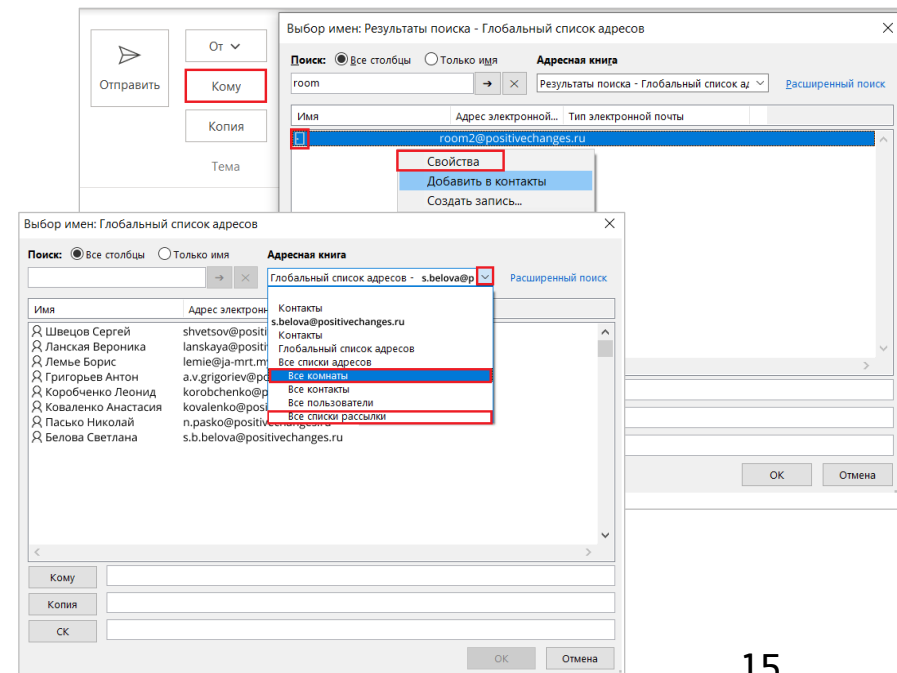 Отправить
От
Кому
Копия
Тема
Выбор имен: Результаты поиска - Глобальный список адресов
Поиск: Все столбцы Только имя Адресная книга
room Результаты поиска - Глобальный список ад Расширенный поиск
Имя Адрес электронной... Тип электронной почты
room2@positivechanges.ru
Свойства
Добавить в контакты
Создать запись...
ОК Отмена
Выбор имен: Глобальный список адресов
Поиск: Все столбцы Только имя Адресная книга
Глобальный список адресов - s.belova@p Расширенный поиск
Имя Адрес электронн
Контакты
s.belova@positivechanges.ru
Контакты
Глобальный список адресов
Все списки адресов
Все комнаты
Все контакты
Все пользователи
Все списки рассылки
Швецов Сергей shvetsov@positi
Ланская Вероника lanskaya@positi
Лемье Борис lemie@ja-mrt.m
Григорьев Антон a.v.grigoriev@po
Коробченко Леонид korobchenko@p
Коваленко Анастасия kovalenko@posi
Пасько Николай n.pasko@positivechanges.ru
Белова Светлана s.b.belova@positivechanges.ru
Кому
Копия
СК
ОК Отмена
15